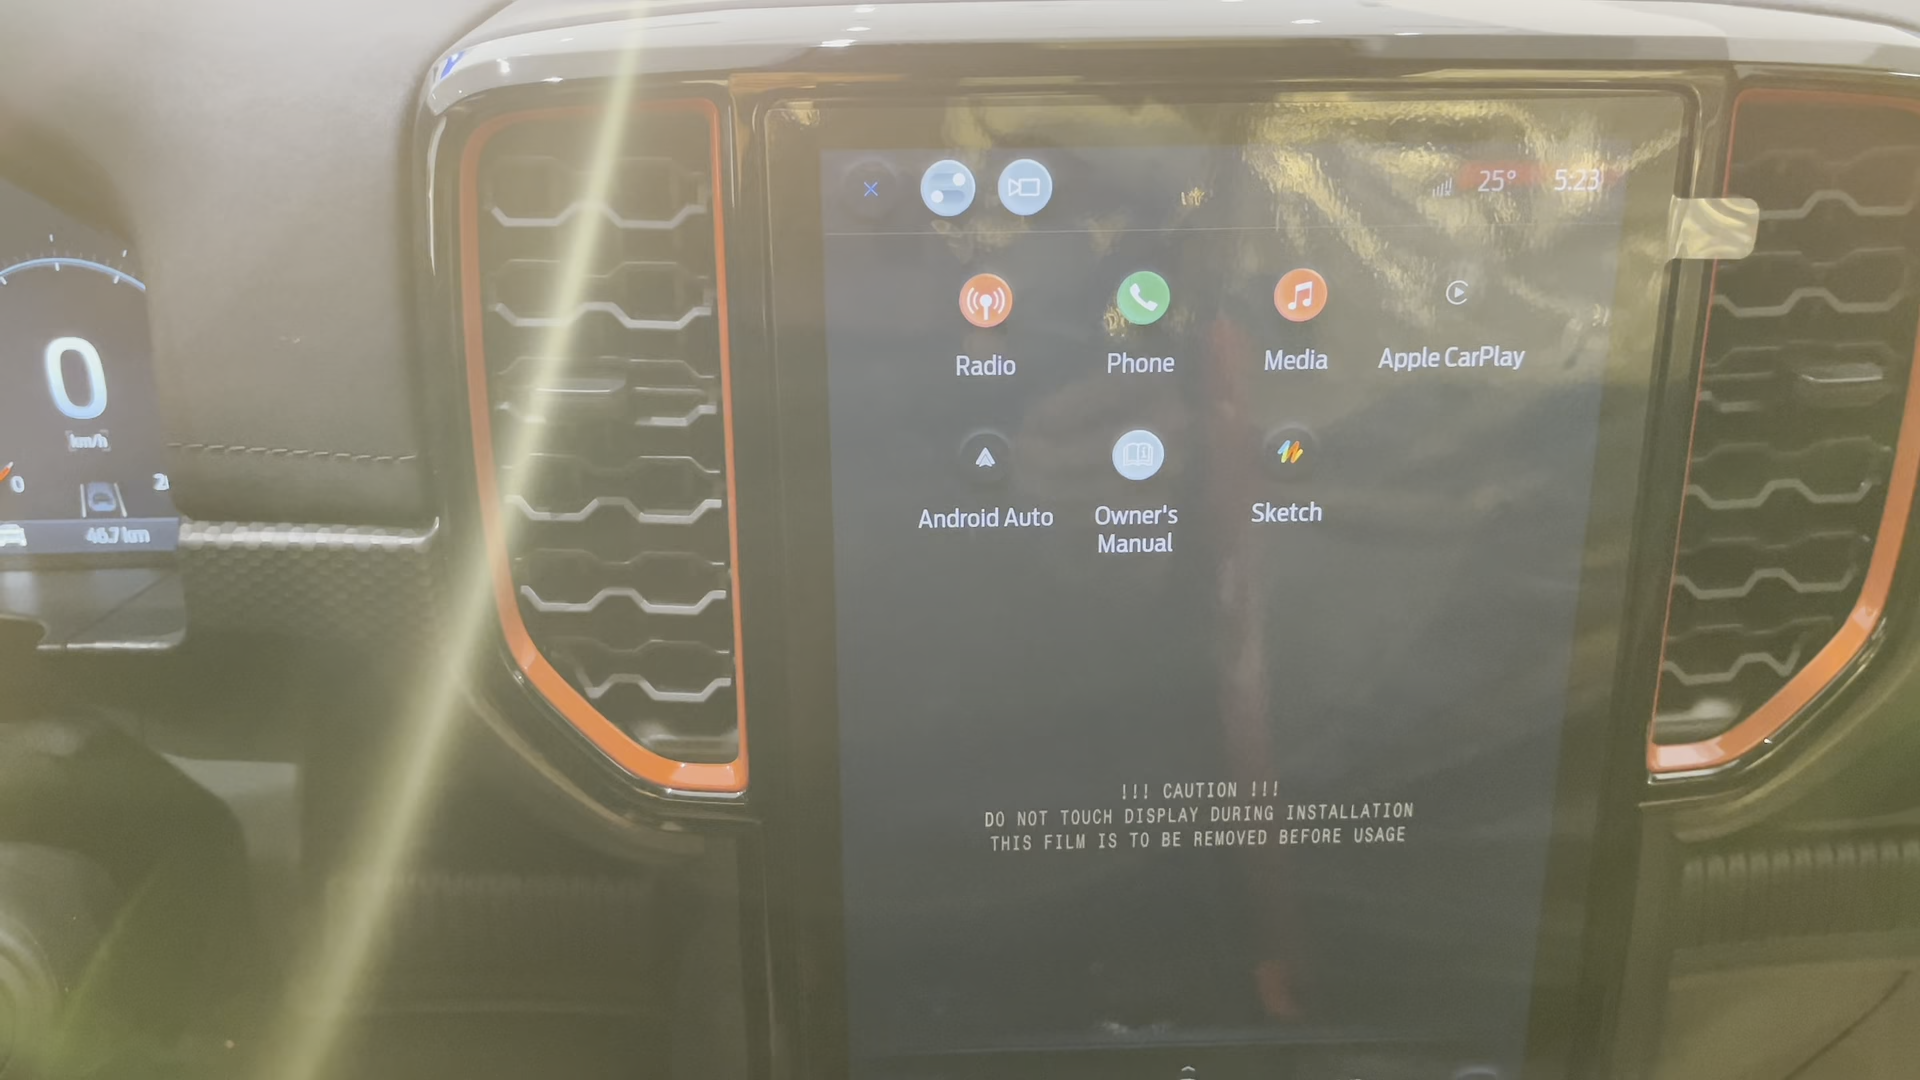 25° 5:23
Radio Phone Media Apple CarPlay
0
km/h
Android Auto Owner's Manual Sketch
0
46.7 km
!!! CAUTION !!!
DO NOT TOUCH DISPLAY DURING INSTALLATION
THIS FILM IS TO BE REMOVED BEFORE USAGE